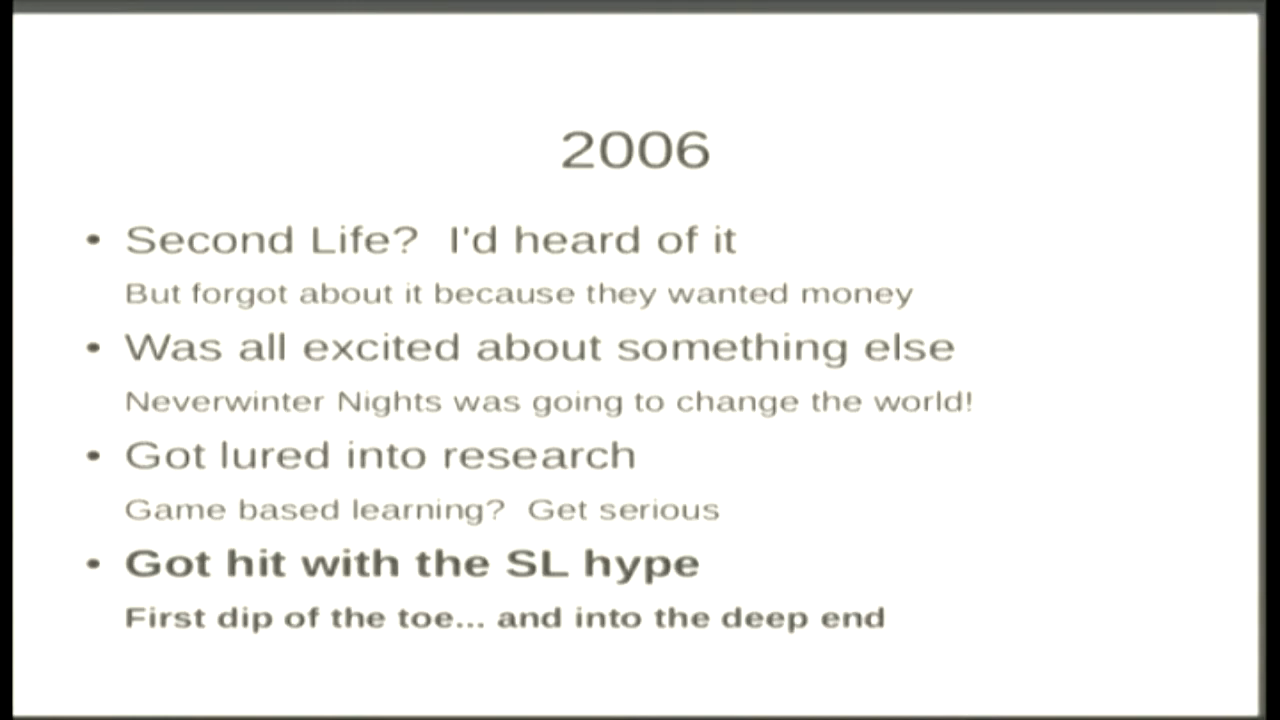 2006
• Second Life?  I'd heard of it
But forgot about it because they wanted money
• Was all excited about something else
Neverwinter Nights was going to change the world!
• Got lured into research
Game based learning?  Get serious
• Got hit with the SL hype
First dip of the toe... and into the deep end